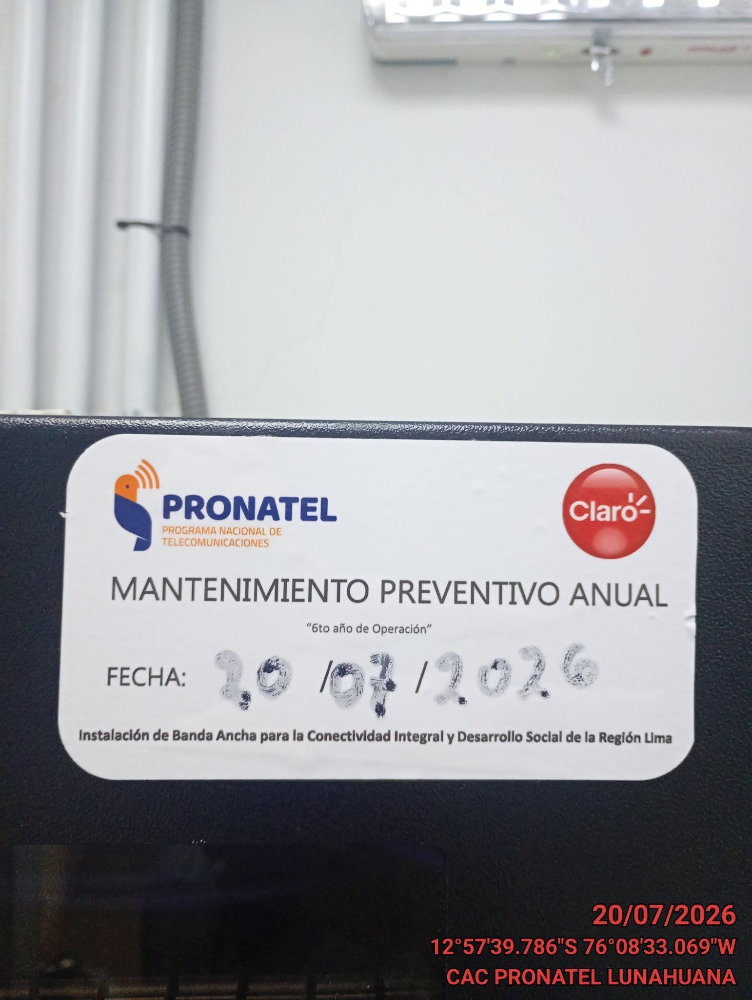 PRONATEL
PROGRAMA NACIONAL DE
TELECOMUNICACIONES
Claro
MANTENIMIENTO PREVENTIVO ANUAL
“6to año de Operación”
FECHA: 20/07/2026
Instalación de Banda Ancha para la Conectividad Integral y Desarrollo Social de la Región Lima
20/07/2026
12°57'39.786"S 76°08'33.069"W
CAC PRONATEL LUNAHUANA